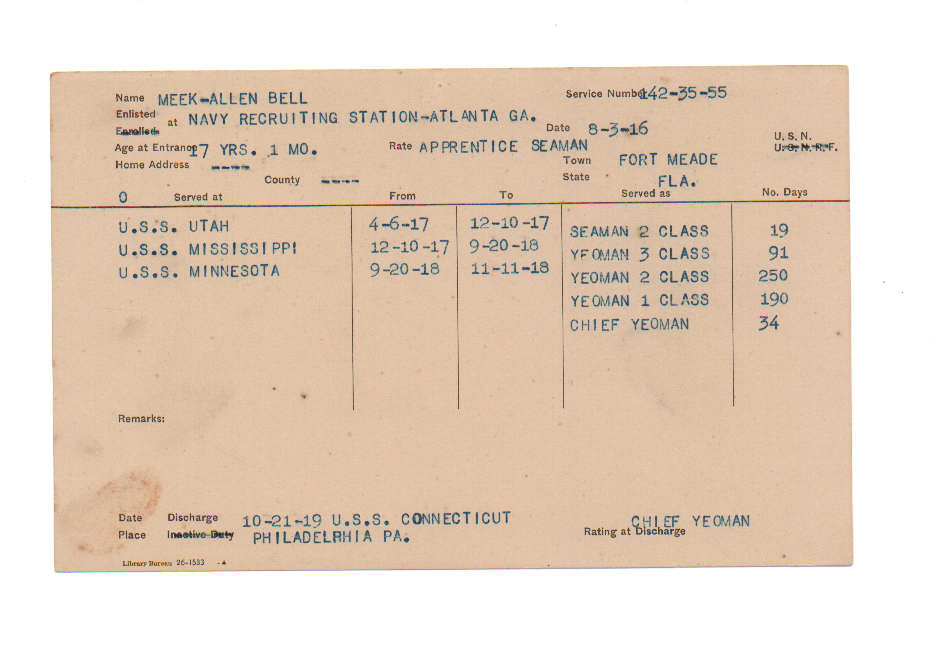 Name MEEK-ALLEN BELL Service Number 142-35-55
Enlisted
Enrolled at NAVY RECRUITING STATION-ATLANTA GA. Date 8-3-16
U. S. N.
Age at Entrance 17 YRS. 1 MO. Rate APPRENTICE SEAMAN U. S. N. R. F.
Home Address ---- Town FORT MEADE
County ---- State FLA.
0 Served at From To Served as No. Days
U.S.S. UTAH 4-6-17 12-10-17 SEAMAN 2 CLASS 19
U.S.S. MISSISSIPPI 12-10-17 9-20-18 YEOMAN 3 CLASS 91
U.S.S. MINNESOTA 9-20-18 11-11-18 YEOMAN 2 CLASS 250
YEOMAN 1 CLASS 190
CHIEF YEOMAN 34
Remarks:
Date Discharge 10-21-19 U.S.S. CONNECTICUT CHIEF YEOMAN
Place Inactive Duty PHILADELRHIA PA. Rating at Discharge
Library Bureau 26-1533